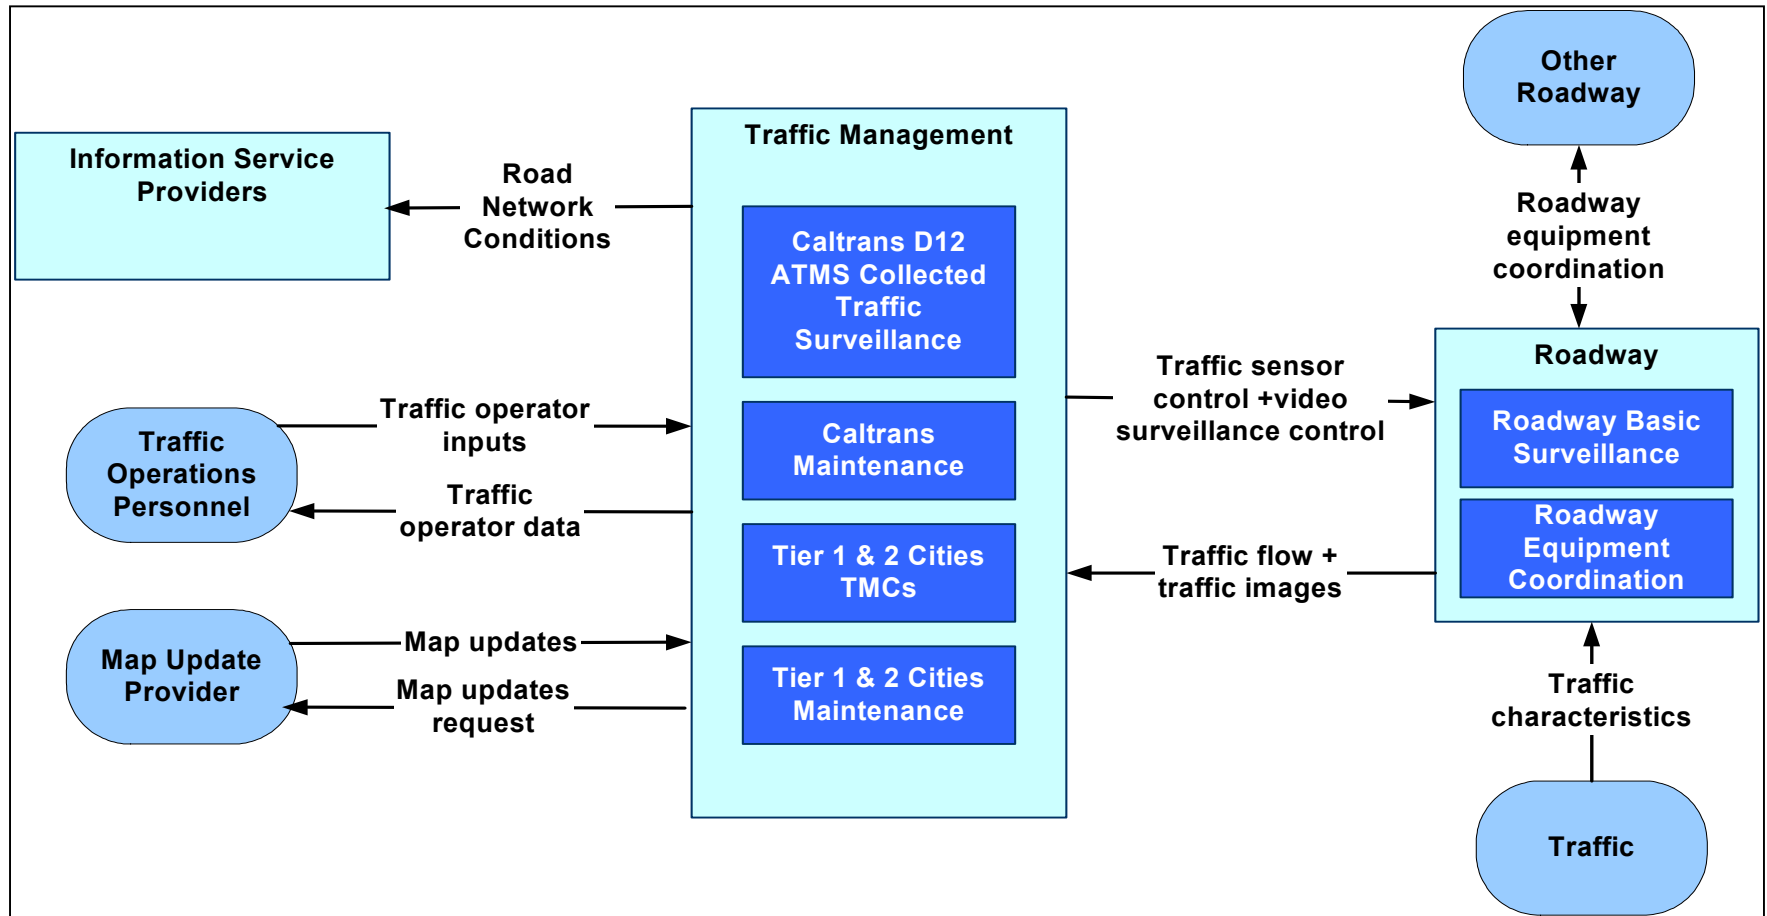 Other
Roadway
Traffic Management
Information Service
Providers
Road
Network
Conditions
Caltrans D12
ATMS Collected
Traffic
Surveillance
Roadway
equipment
coordination
Roadway
Traffic sensor
control +video
surveillance control
Roadway Basic
Surveillance
Traffic operator
inputs
Caltrans
Maintenance
Traffic
Operations
Personnel
Traffic
operator data
Roadway
Equipment
Coordination
Tier 1 & 2 Cities
TMCs
Traffic flow +
traffic images
Map updates
Map Update
Provider
Map updates
request
Tier 1 & 2 Cities
Maintenance
Traffic
characteristics
Traffic